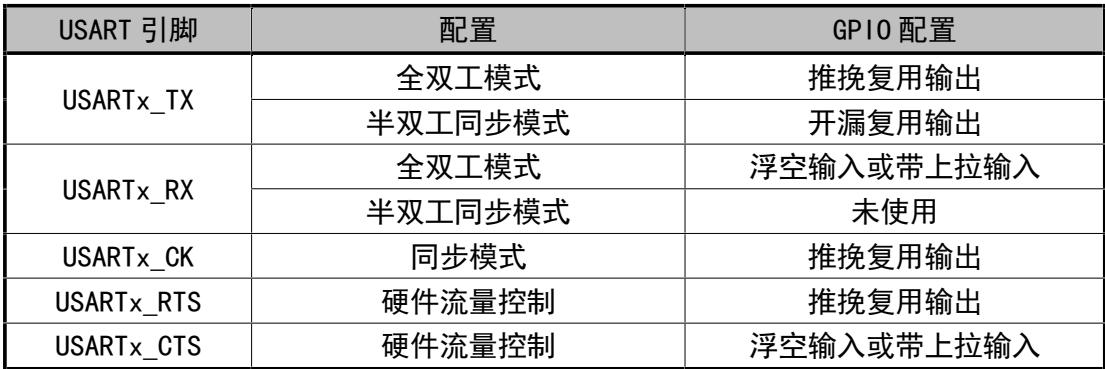 USART 引脚 配置 GPIO 配置
USARTx_TX 全双工模式 推挽复用输出
半双工同步模式 开漏复用输出
USARTx_RX 全双工模式 浮空输入或带上拉输入
半双工同步模式 未使用
USARTx_CK 同步模式 推挽复用输出
USARTx_RTS 硬件流量控制 推挽复用输出
USARTx_CTS 硬件流量控制 浮空输入或带上拉输入